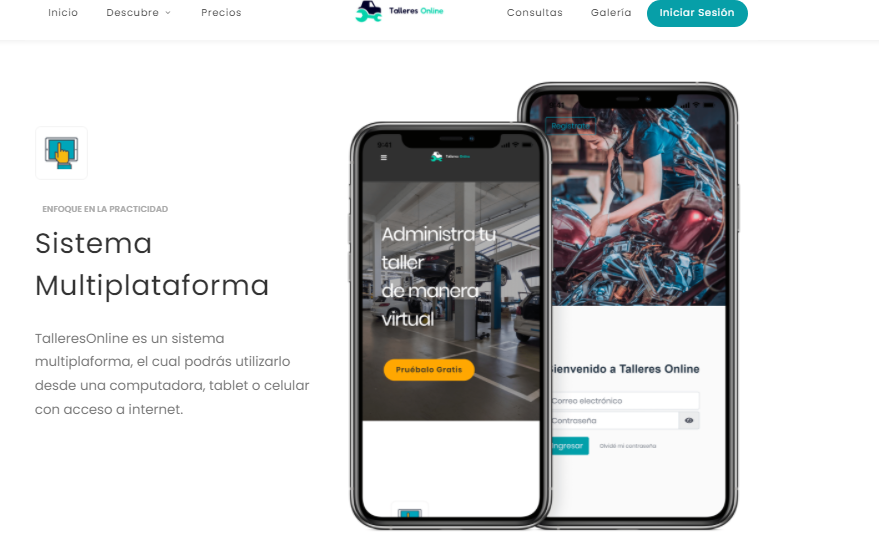 Inicio
Descubre
Precios
Talleres Online
Consultas
Galería
Iniciar Sesión
ENFOQUE EN LA PRACTICIDAD
Sistema
Multiplataforma
TalleresOnline es un sistema
multiplaforma, el cual podrás utilizarlo
desde una computadora, tablet o celular
con acceso a internet.
9:41
Talleres Online
Administra tu
taller
de manera
virtual
Pruébalo Gratis
ienvenido a Talleres Online
Correo electrónico
Contraseña
Ingresar
Olvidé mi contraseña